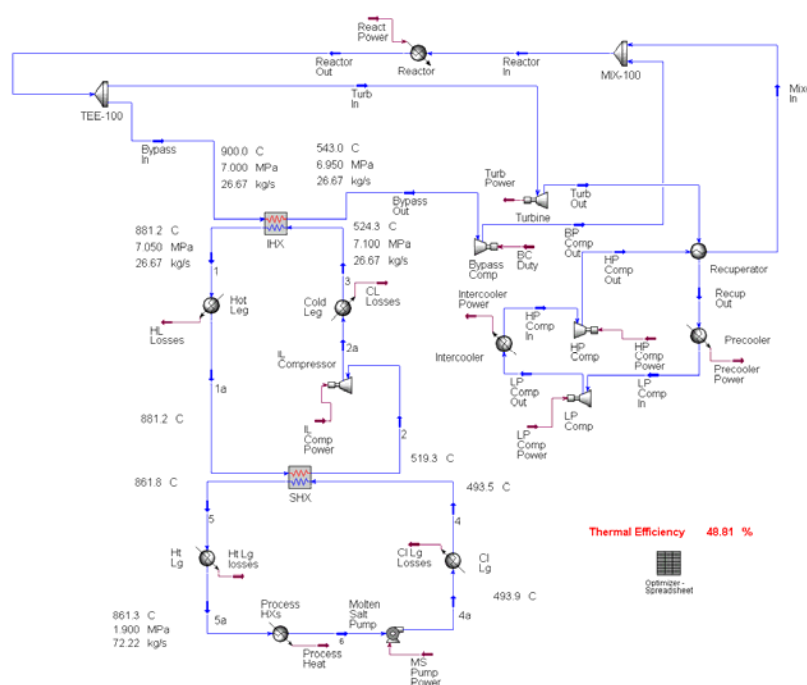 React
Power
Reactor
Out
Reactor
Reactor
In
MIX-100
Mixe
In
TEE-100
Turb
In
Bypass
In
900.0 C
7.000 MPa
26.67 kg/s
543.0 C
6.950 MPa
26.67 kg/s
Bypass
Out
Turb
Power
Turbine
Turb
Out
881.2 C
7.050 MPa
26.67 kg/s
IHX
524.3 C
7.100 MPa
26.67 kg/s
Bypass
Comp
BC
Duty
BP
Comp
Out
HP
Comp
Out
Recuperator
1
Hot
Leg
HL
Losses
3
CL
Losses
Cold
Leg
2a
IL
Compressor
IL
Comp
Power
Intercooler
Power
Intercooler
HP
Comp
In
HP
Comp
HP
Comp
Power
Recup
Out
Precooler
Precooler
Power
LP
Comp
Out
LP
Comp
In
LP
Comp
Power
LP Comp
1a
881.2 C
2
519.3 C
861.8 C
SHX
493.5 C
5
4
Ht
Lg
Ht Lg
losses
Cl Lg
Losses
Cl
Lg
Thermal Efficiency 48.81 %
Optimizer -
Spreadsheet
861.3 C
1.900 MPa
72.22 kg/s
5a
Process
HXs
Process
Heat
6
Molten
Salt
Pump
MS
Pump
Power
4a
493.9 C